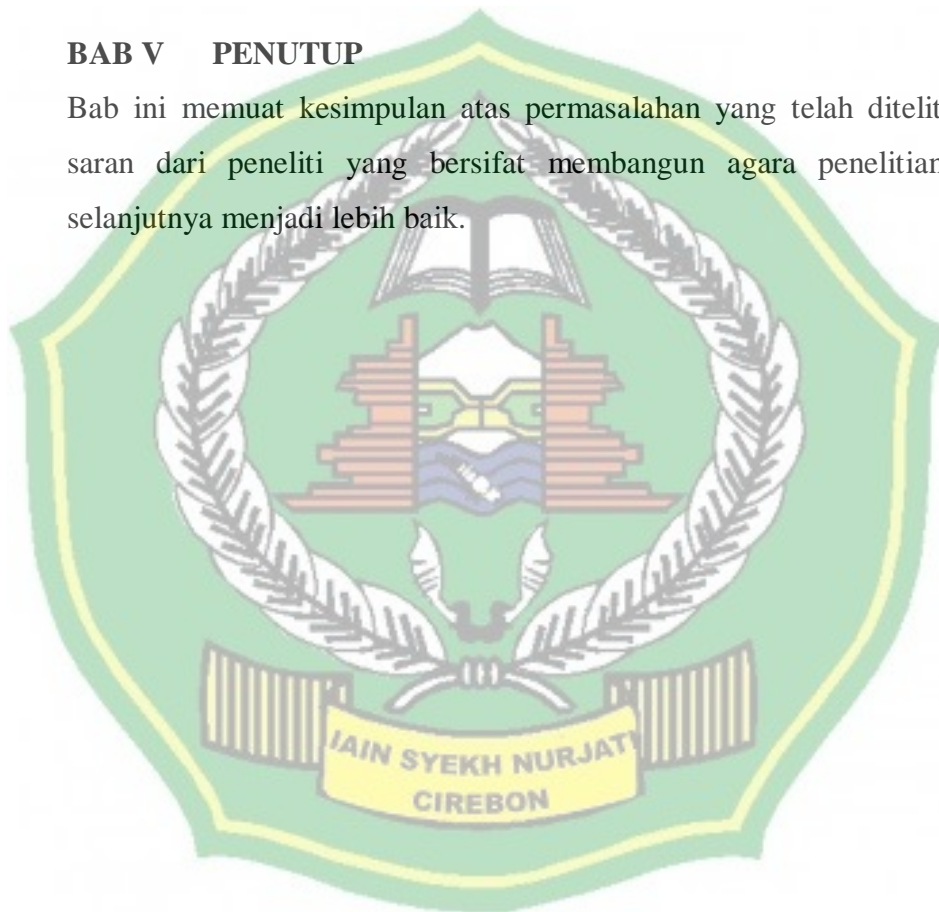 BAB V PENUTUP
Bab ini memuat kesimpulan atas permasalahan yang telah ditelit
saran dari peneliti yang bersifat membangun agara penelitian
selanjutnya menjadi lebih baik.
IAIN SYEKH NURJATI
CIREBON